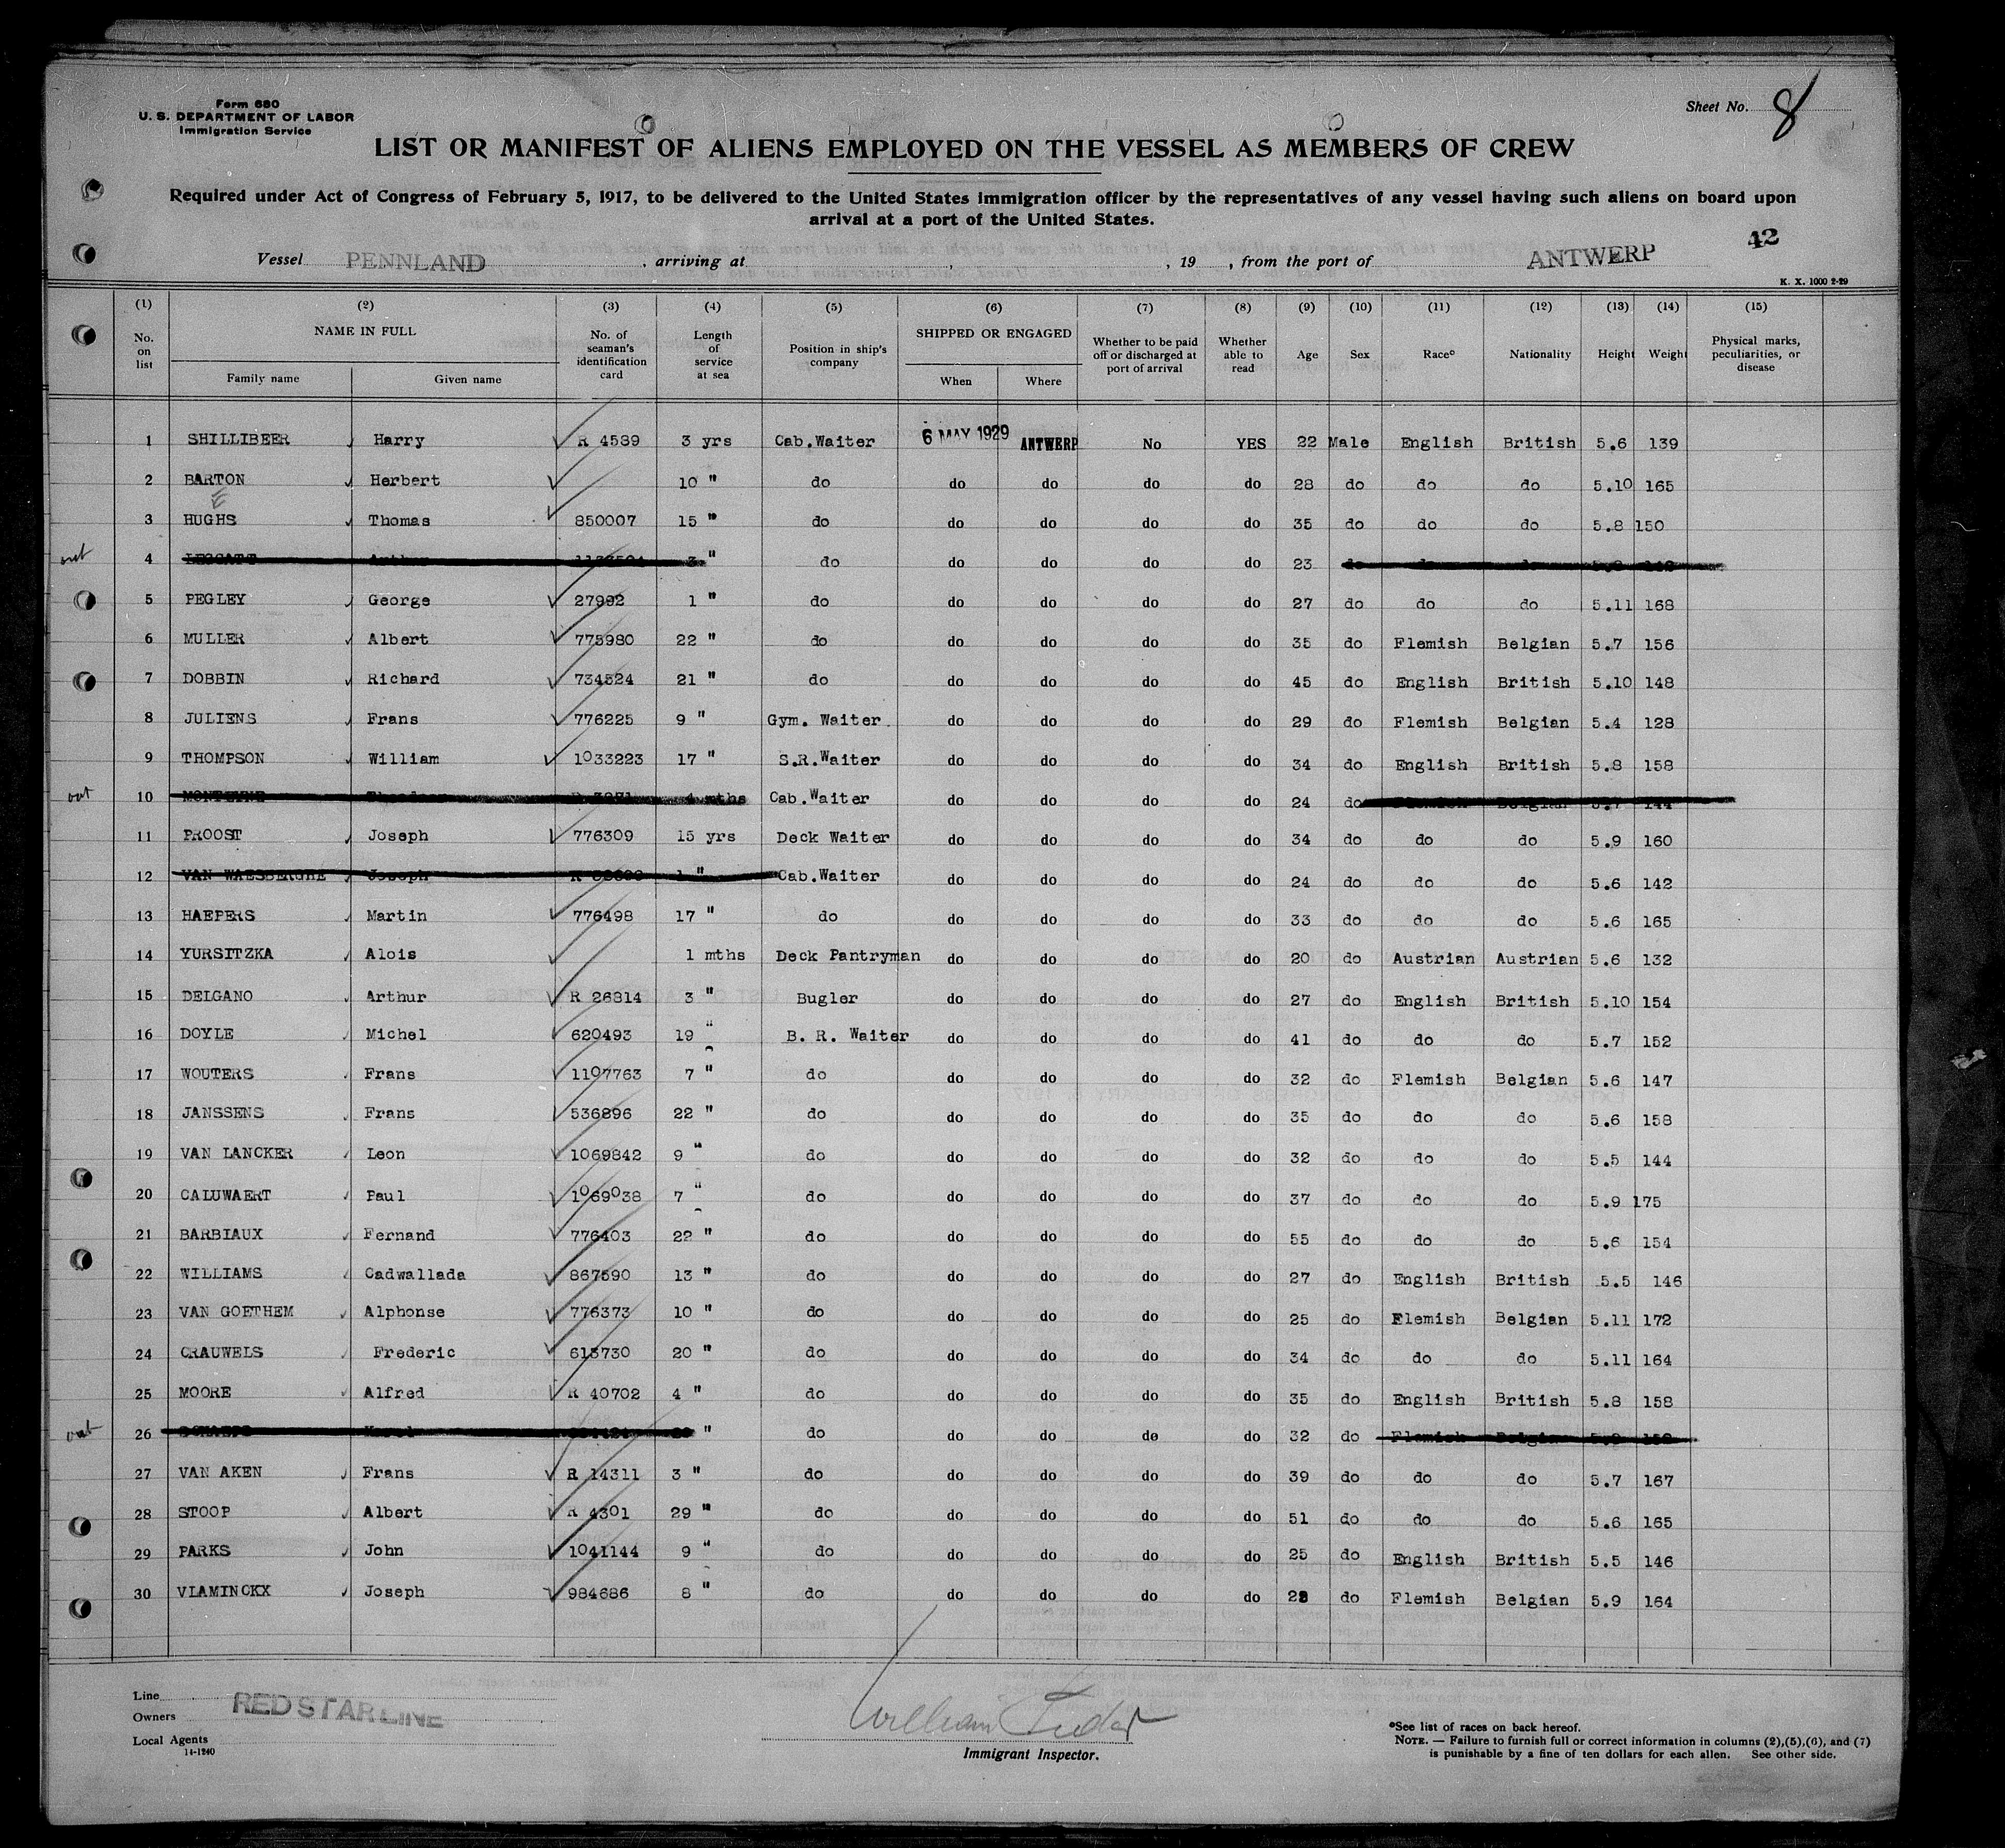 Form 680
U. S. DEPARTMENT OF LABOR
Immigration Service
Sheet No. 8
LIST OR MANIFEST OF ALIENS EMPLOYED ON THE VESSEL AS MEMBERS OF CREW
Required under Act of Congress of February 5, 1917, to be delivered to the United States immigration officer by the representatives of any vessel having such aliens on board upon
arrival at a port of the United States.
42
Vessel PENNLAND , arriving at , , 19 , from the port of ANTWERP
K. X. 1000 2-29
(1) (2) (3) (4) (5) (6) (7) (8) (9) (10) (11) (12) (13) (14) (15)
No. on list NAME IN FULL Family name Given name No. of seaman's identification card Length of service at sea Position in ship's company SHIPPED OR ENGAGED When Where Whether to be paid off or discharged at port of arrival Whether able to read Age Sex Race* Nationality Height Weight Physical marks, peculiarities, or disease
1 SHILLIBEER Harry R 4589 3 yrs Cab.Waiter 6 MAY 1929 ANTWERP No YES 22 Male English British 5.6 139
2 BARTON Herbert 10 " do do do do do 28 do do do 5.10 165
E
3 HUGHS Thomas 850007 15 " do do do do do 35 do do do 5.8 150
out 4 3 " do do do do do 23 do
5 PEGLEY George 27992 1 " do do do do do 27 do do do 5.11 168
6 MULLER Albert 775980 22 " do do do do do 35 do Flemish Belgian 5.7 156
7 DOBBIN Richard 734524 21 " do do do do do 45 do English British 5.10 148
8 JULIENS Frans 776225 9 " Gym. Waiter do do do do 29 do Flemish Belgian 5.4 128
9 THOMPSON William 1033223 17 " S.R.Waiter do do do do 34 do English British 5.8 158
out 10 4 mths Cab.Waiter do do do do 24 do Flemish Belgian 5.7 144
11 PROOST Joseph 776309 15 yrs Deck Waiter do do do do 34 do do do 5.9 160
12 VAN WAESBERGHE Joseph 1 " Cab.Waiter do do do do 24 do do do 5.6 142
13 HAEPERS Martin 776498 17 " do do do do do 33 do do do 5.6 165
14 YURSITZKA Alois 1 mths Deck Pantryman do do do do 20 do Austrian Austrian 5.6 132
15 DELGANO Arthur R 26814 3 " Bugler do do do do 27 do English British 5.10 154
16 DOYLE Michel 620493 19 " B. R. Waiter do do do do 41 do do do 5.7 152
17 WOUTERS Frans 1107763 7 " do do do do do 32 do Flemish Belgian 5.6 147
18 JANSSENS Frans 536896 22 " do do do do do 35 do do do 5.6 158
19 VAN LANCKER Leon 1069842 9 " do do do do do 32 do do do 5.5 144
20 CALUWAERT Paul 1069038 7 " do do do do do 37 do do do 5.9 175
21 BARBIAUX Fernand 776403 22 " do do do do do 55 do do do 5.6 154
22 WILLIAMS Cadwallada 867590 13 " do do do do do 27 do English British 5.5 146
23 VAN GOETHEM Alphonse 776373 10 " do do do do do 25 do Flemish Belgian 5.11 172
24 CRAUWELS Frederic 613730 20 " do do do do do 34 do do do 5.11 164
25 MOORE Alfred R 40702 4 " do do do do do 35 do English British 5.8 158
out 26 " do do do do do 32 do Flemish Belgian
27 VAN AKEN Frans R 14311 3 " do do do do do 39 do do do 5.7 167
28 STOOP Albert R 4301 29 " do do do do do 51 do do do 5.6 165
29 PARKS John 1041144 9 " do do do do do 25 do English British 5.5 146
30 VLAMINCKX Joseph 984686 8 " do do do do do 28 do Flemish Belgian 5.9 164
Line
Owners RED STAR LINE
Local Agents
14-1240
William
Immigrant Inspector.
*See list of races on back hereof.
NOTE. — Failure to furnish full or correct information in columns (2),(5),(6), and (7)
is punishable by a fine of ten dollars for each alien. See other side.